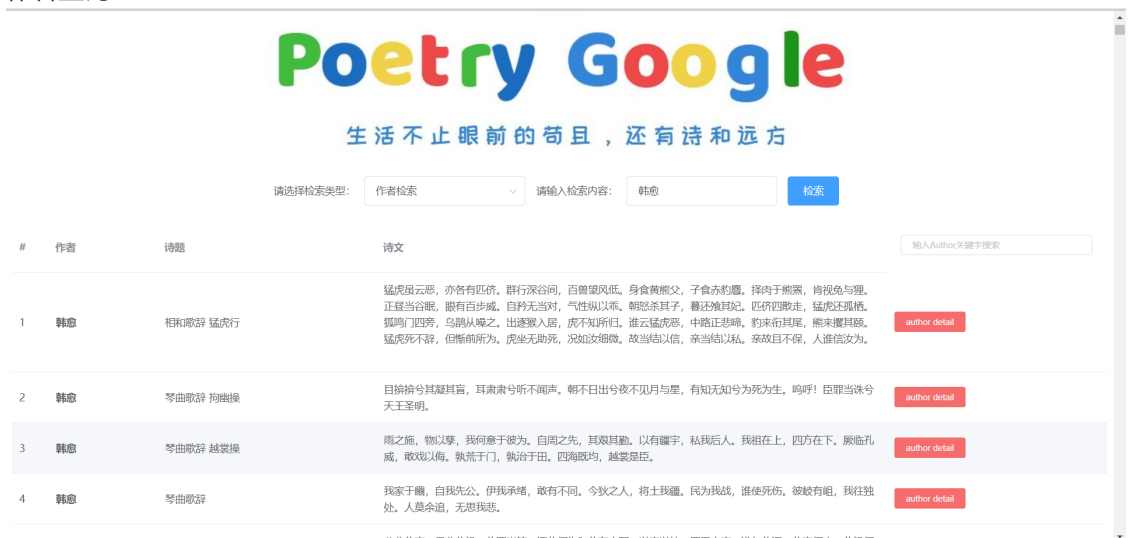 Poetry Google
生活不止眼前的苟且，还有诗和远方
请选择检索类型： 作者检索 请输入检索内容： 韩愈 检索
# 作者 诗题 诗文 输入Author关键字搜索
猛虎虽云恶，亦各有匹侪。群行深谷间，百兽望风低。身食黄熊父，子食赤豹麛。择肉于熊罴，肯视兔与狸。
正昼当谷眠，眼有百步威。自矜无当对，气性纵以乖。朝怒杀其子，暮还飧其妃。匹侪四散走，猛虎还孤栖。
1 韩愈 相和歌辞 猛虎行 狐鸣门四旁，乌鹊从噪之。出逐猴入居，虎不知所归。谁云猛虎恶，中路正悲啼。豹来衔其尾，熊来攫其颐。 author detail
猛虎死不辞，但惭前所为。虎坐无助死，况如汝细微。故当结以信，亲当结以私。亲故且不保，人谁信汝为。
目掩掩兮其凝其盲，耳肃肃兮听不闻声。朝不日出兮夜不见月与星，有知无知兮为死为生。呜呼！臣罪当诛兮
2 韩愈 琴曲歌辞 拘幽操 author detail
天王圣明。
雨之施，物以孳，我何意于彼为。自周之先，其艰其勤。以有疆宇，私我后人。我祖在上，四方在下。厥临孔
3 韩愈 琴曲歌辞 越裳操 author detail
威，敢戏以侮。孰荒于门，孰治于田。四海既均，越裳是臣。
我家于豳，自我先公。伊我承绪，敢有不同。今狄之人，将土我疆。民为我战，谁使死伤。彼岐有岨，我往独
4 韩愈 琴曲歌辞 author detail
处。人莫余追，无思我悲。